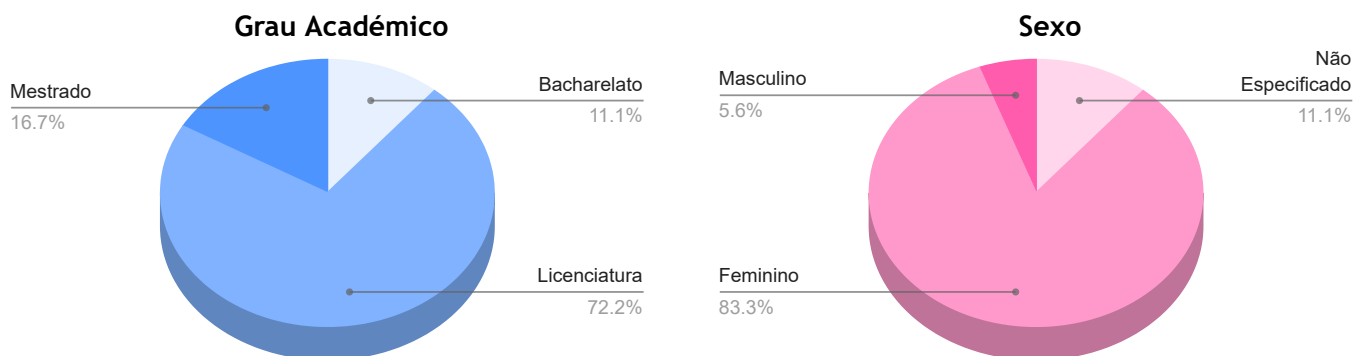 Grau Académico
Mestrado
16.7%
Bacharelato
11.1%
Licenciatura
72.2%
Sexo
Masculino
5.6%
Não
Especificado
11.1%
Feminino
83.3%